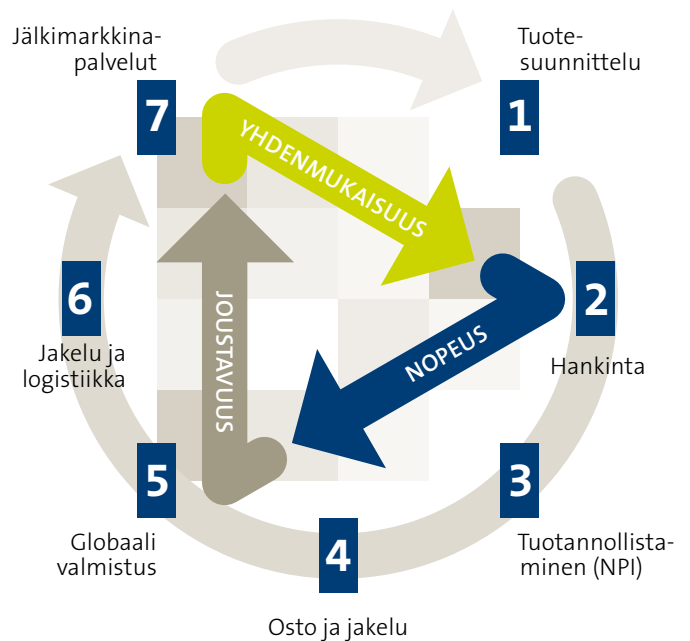 Jälkimarkkina-
palvelut
7
Tuote-
suunnittelu
1
YHDENMUKAISUUS
6
Jakelu ja
logistiikka
JOUSTAVUUS
NOPEUS
2
Hankinta
5
Globaali
valmistus
3
Tuotannollista-
minen (NPI)
4
Osto ja jakelu